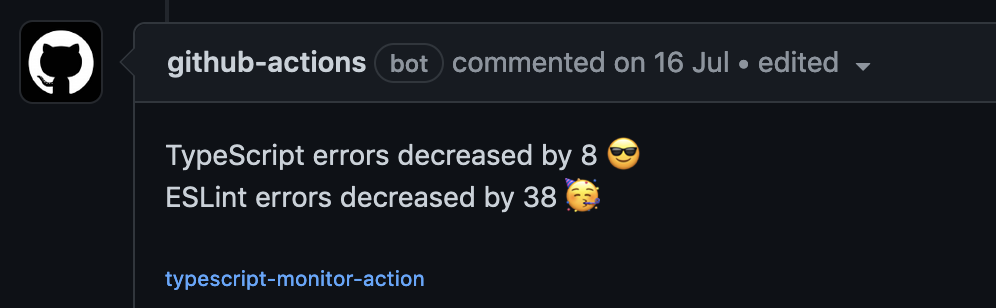 github-actions bot commented on 16 Jul • edited
TypeScript errors decreased by 8 😎
ESLint errors decreased by 38 🥳
typescript-monitor-action